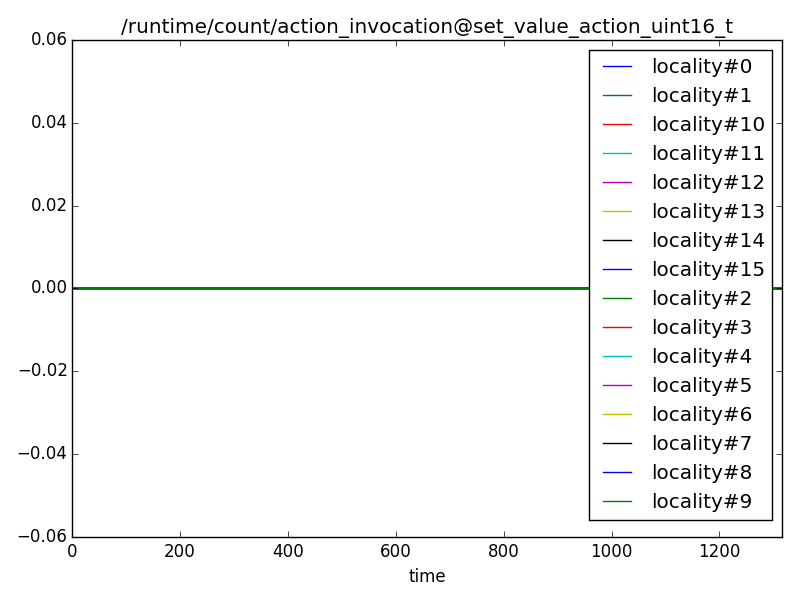 /runtime/count/action_invocation@set_value_action_uint16_t
0.06
0.04
0.02
0.00
−0.02
−0.04
−0.06
locality#0
locality#1
locality#10
locality#11
locality#12
locality#13
locality#14
locality#15
locality#2
locality#3
locality#4
locality#5
locality#6
locality#7
locality#8
locality#9
0 200 400 600 800 1000 1200
time